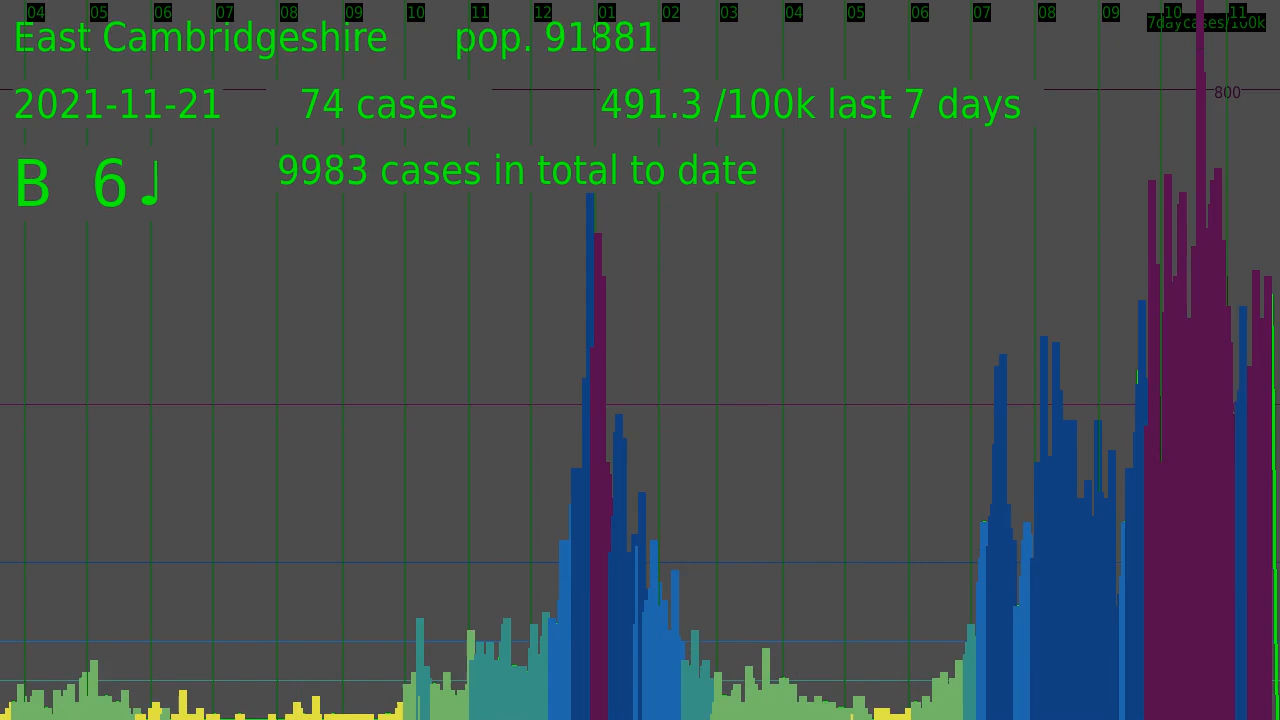 04 05 06 07 08 09 10 11 12 01 02 03 04 05 06 07 08 09 10 11
7daycases/100k
East Cambridgeshire pop. 91881
800
2021-11-21 74 cases 491.3 /100k last 7 days
B 6♩ 9983 cases in total to date